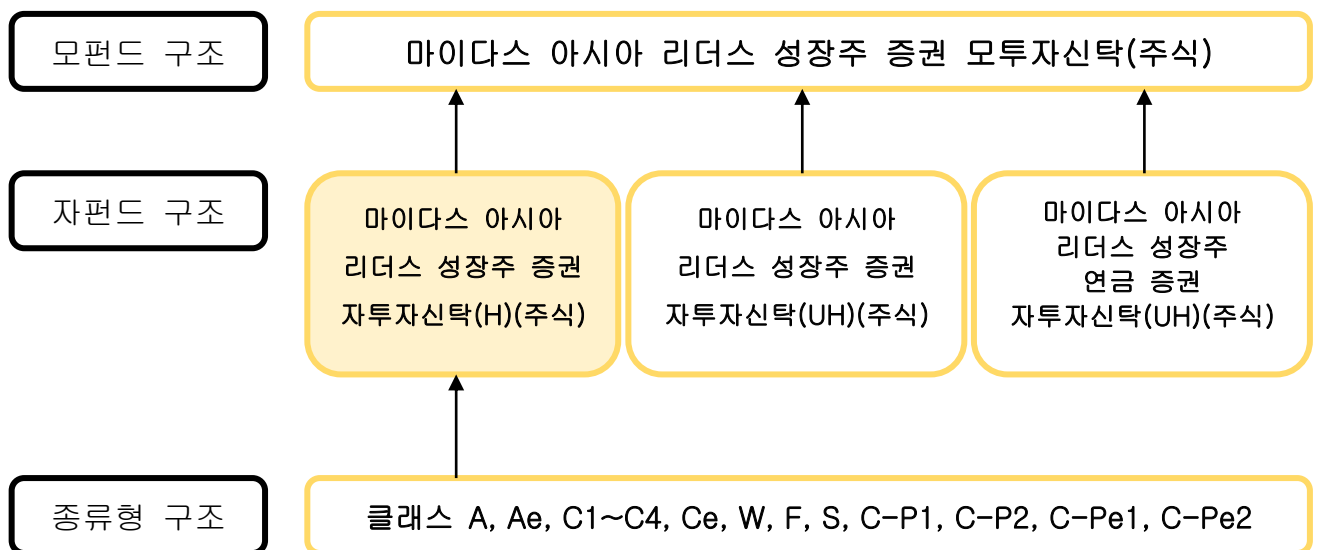 모펀드 구조
마이다스 아시아 리더스 성장주 증권 모투자신탁(주식)
자펀드 구조
마이다스 아시아
리더스 성장주 증권
자투자신탁(H)(주식)
마이다스 아시아
리더스 성장주 증권
자투자신탁(UH)(주식)
마이다스 아시아
리더스 성장주
연금 증권
자투자신탁(UH)(주식)
종류형 구조
클래스 A, Ae, C1~C4, Ce, W, F, S, C-P1, C-P2, C-Pe1, C-Pe2